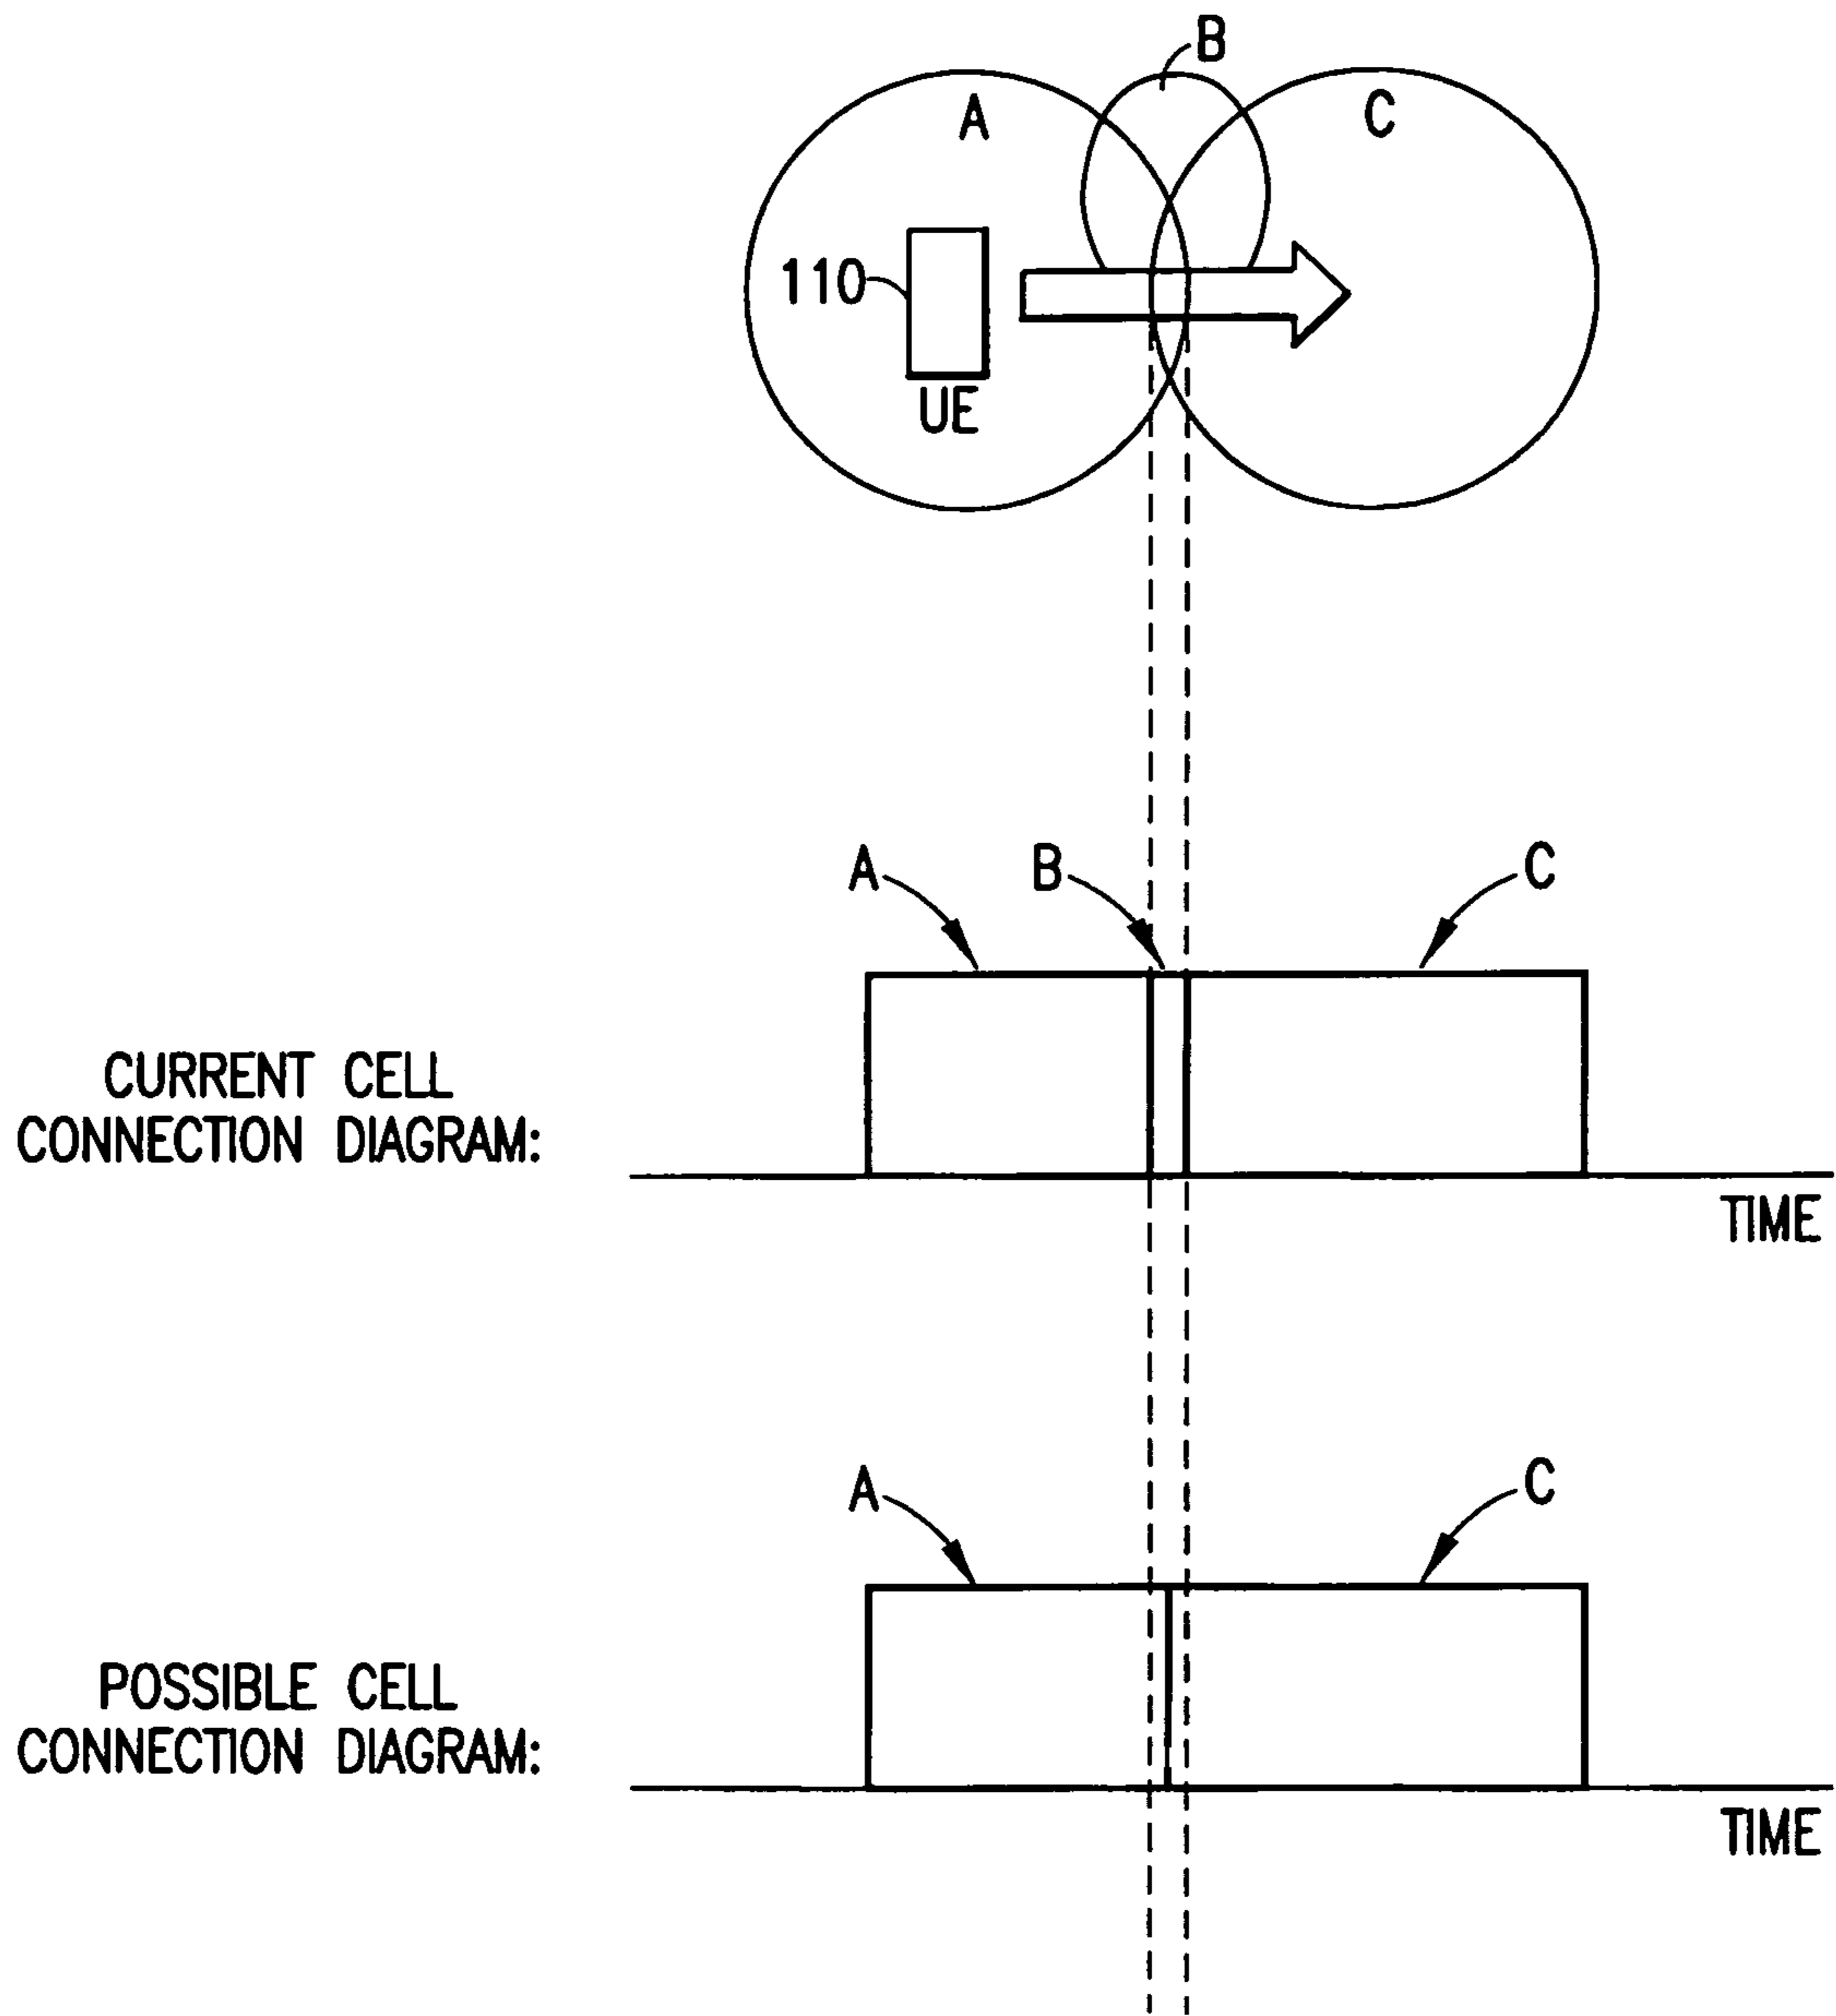 B
A
C
110
UE
A
B
C
CURRENT CELL
CONNECTION DIAGRAM:
TIME
A
C
POSSIBLE CELL
CONNECTION DIAGRAM:
TIME